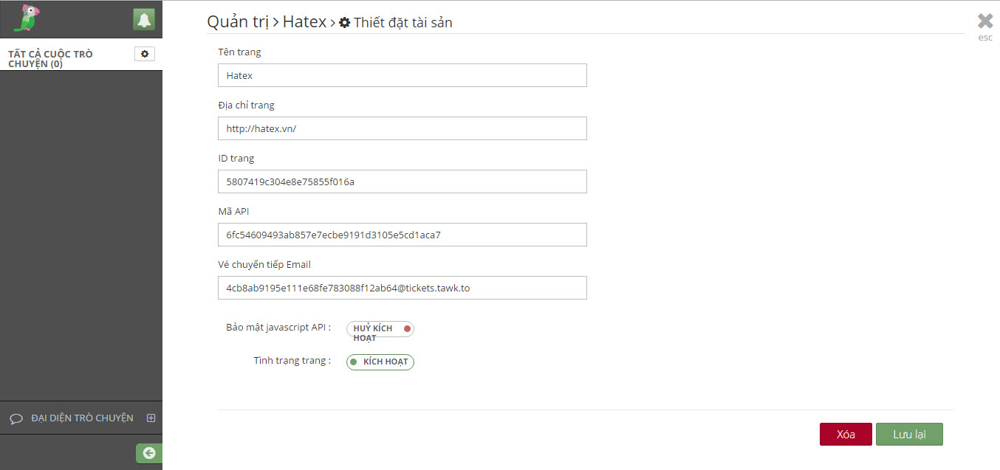 TẤT CẢ CUỘC TRÒ
CHUYỆN (0)
ĐẠI DIỆN TRÒ CHUYỆN
Quản trị > Hatex > Thiết đặt tài sản
esc
Tên trang
Hatex
Địa chỉ trang
http://hatex.vn/
ID trang
5807419c304e8e75855f016a
Mã API
6fc54609493ab857e7ecbe9191d3105e5cd1aca7
Vé chuyển tiếp Email
4cb8ab9195e111e68fe783088f12ab64@tickets.tawk.to
Bảo mật javascript API :
HUỶ KÍCH
HOẠT
Tình trạng trang :
KÍCH HOẠT
Xóa
Lưu lại